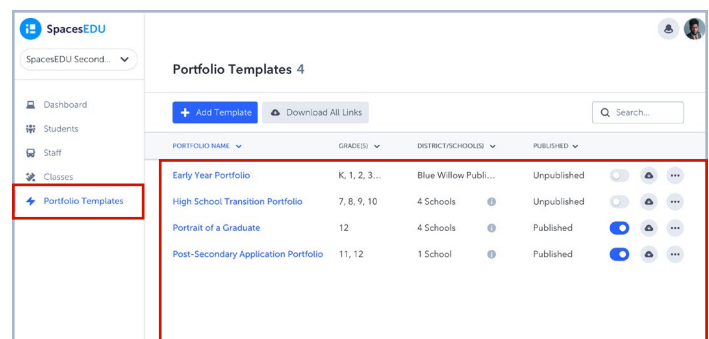 SpacesEDU
SpacesEDU Second...
Portfolio Templates 4
Dashboard
Students
Staff
Classes
Portfolio Templates
+ Add Template
Download All Links
Search...
PORTFOLIO NAME GRADE(S) DISTRICT/SCHOOL(S) PUBLISHED
Early Year Portfolio K, 1, 2, 3... Blue Willow Publi... Unpublished
High School Transition Portfolio 7, 8, 9, 10 4 Schools Unpublished
Portrait of a Graduate 12 4 Schools Published
Post-Secondary Application Portfolio 11, 12 1 School Published